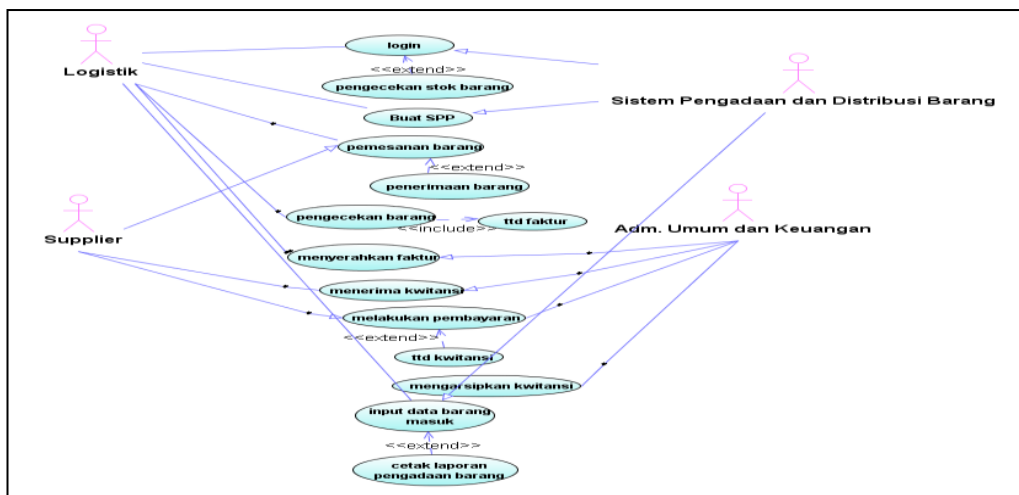 login
Logistik
<<extend>>
pengecekan stok barang
Sistem Pengadaan dan Distribusi Barang
Buat SPP
pemesanan barang
<<extend>>
penerimaan barang
pengecekan barang
<<include>>
ttd faktur
Supplier
Adm. Umum dan Keuangan
menyerahkan faktur
menerima kwitansi
melakukan pembayaran
<<extend>>
ttd kwitansi
mengarsipkan kwitansi
input data barang
masuk
<<extend>>
cetak laporan
pengadaan barang